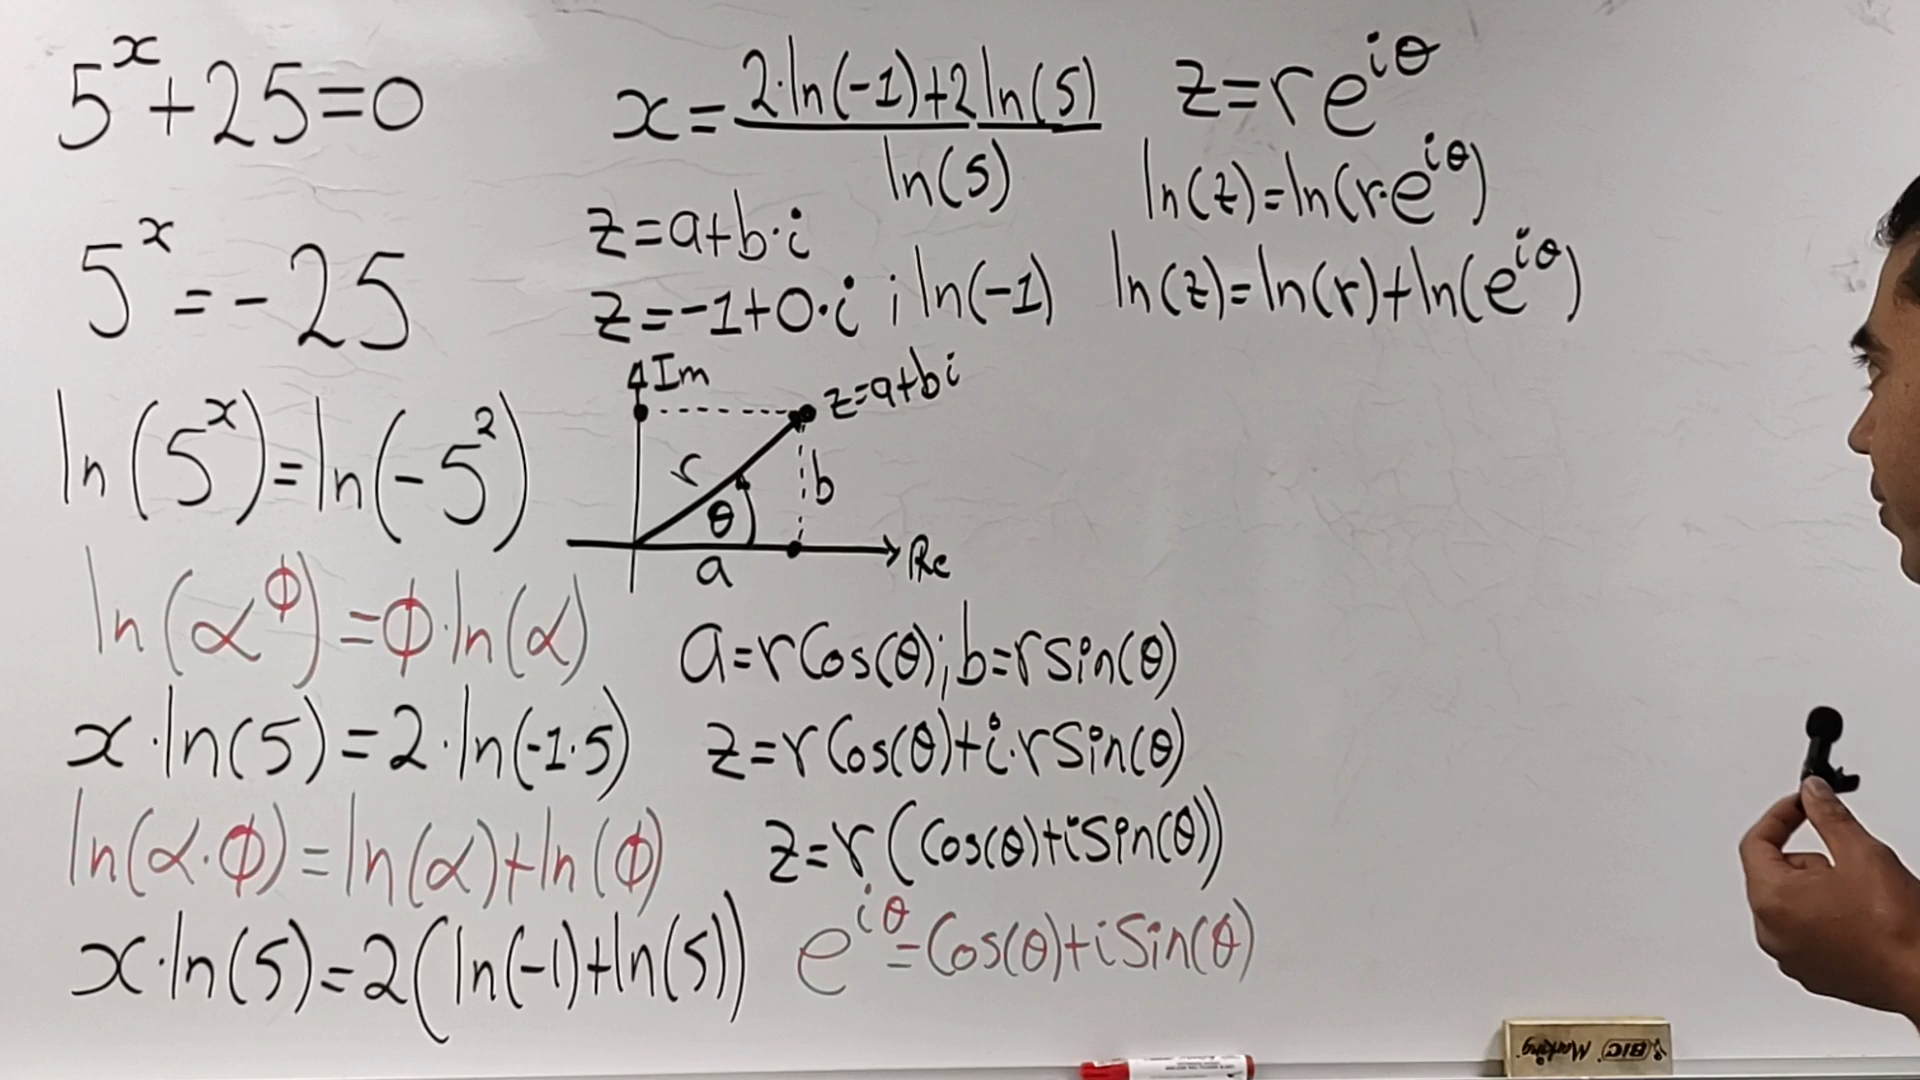 5^x+25=0
5^x=-25
ln(5^x)=ln(-5^2)
ln(α^ϕ)=ϕ·ln(α)
x·ln(5)=2·ln(-1·5)
ln(α·ϕ)=ln(α)+ln(ϕ)
x·ln(5)=2(ln(-1)+ln(5))
x=(2·ln(-1)+2ln(5))/ln(5)
z=a+b·i
z=-1+0·i ; ln(-1)
Im
z=a+bi
r
b
θ
a
Re
a=rCos(θ); b=rsin(θ)
z=rCos(θ)+i·rSin(θ)
z=r(Cos(θ)+iSin(θ))
e^iθ=Cos(θ)+iSin(θ)
z=re^iθ
ln(z)=ln(r·e^iθ)
ln(z)=ln(r)+ln(e^iθ)
BIC Marking